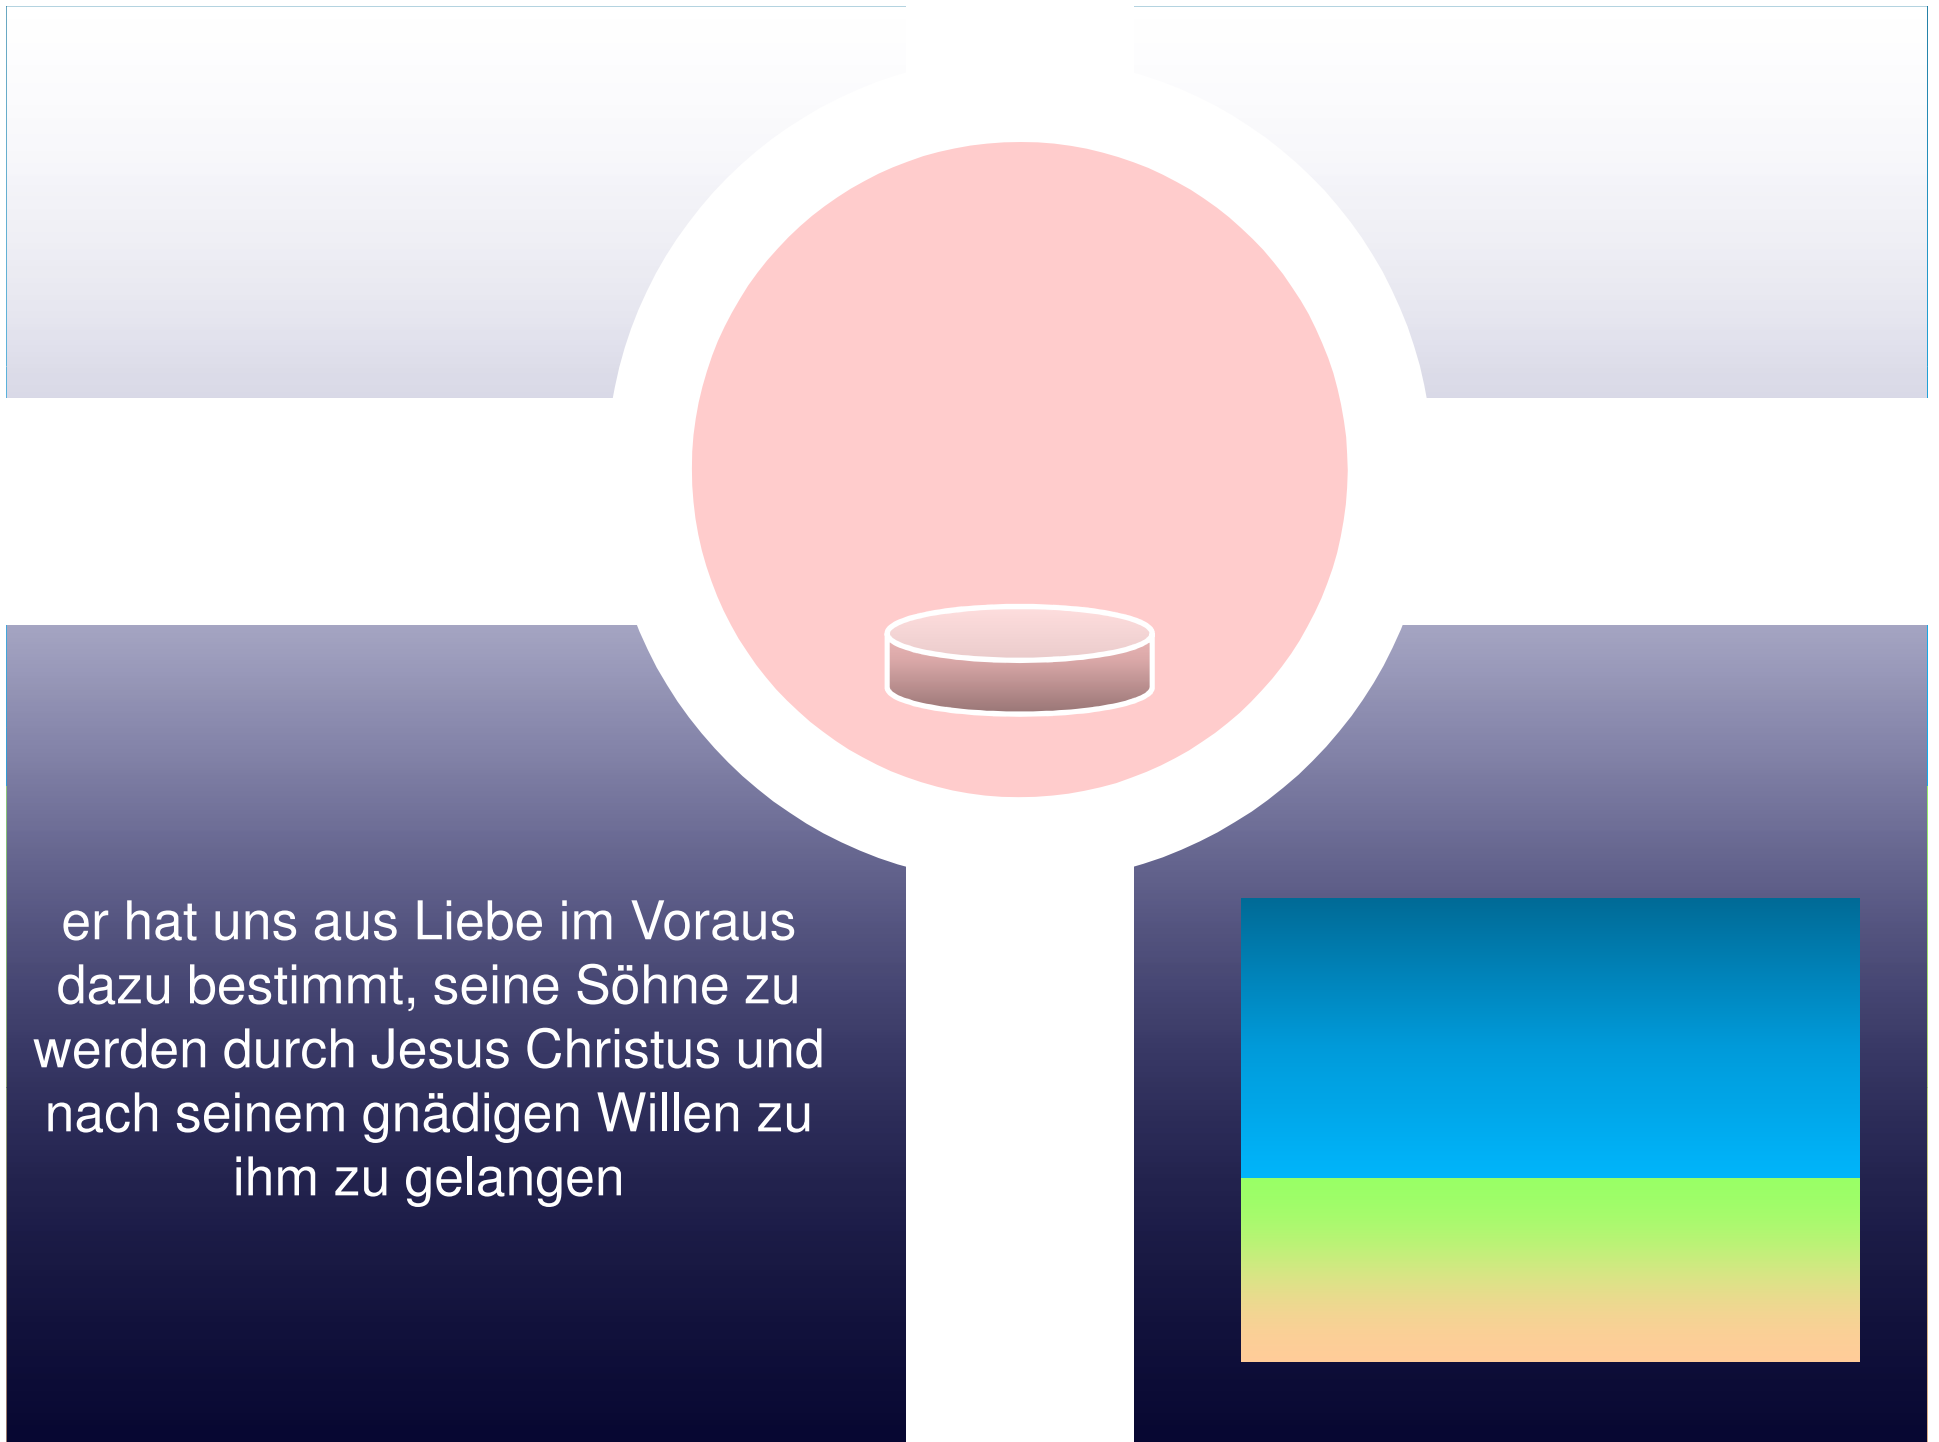 er hat uns aus Liebe im Voraus
dazu bestimmt, seine Söhne zu
werden durch Jesus Christus und
nach seinem gnädigen Willen zu
ihm zu gelangen